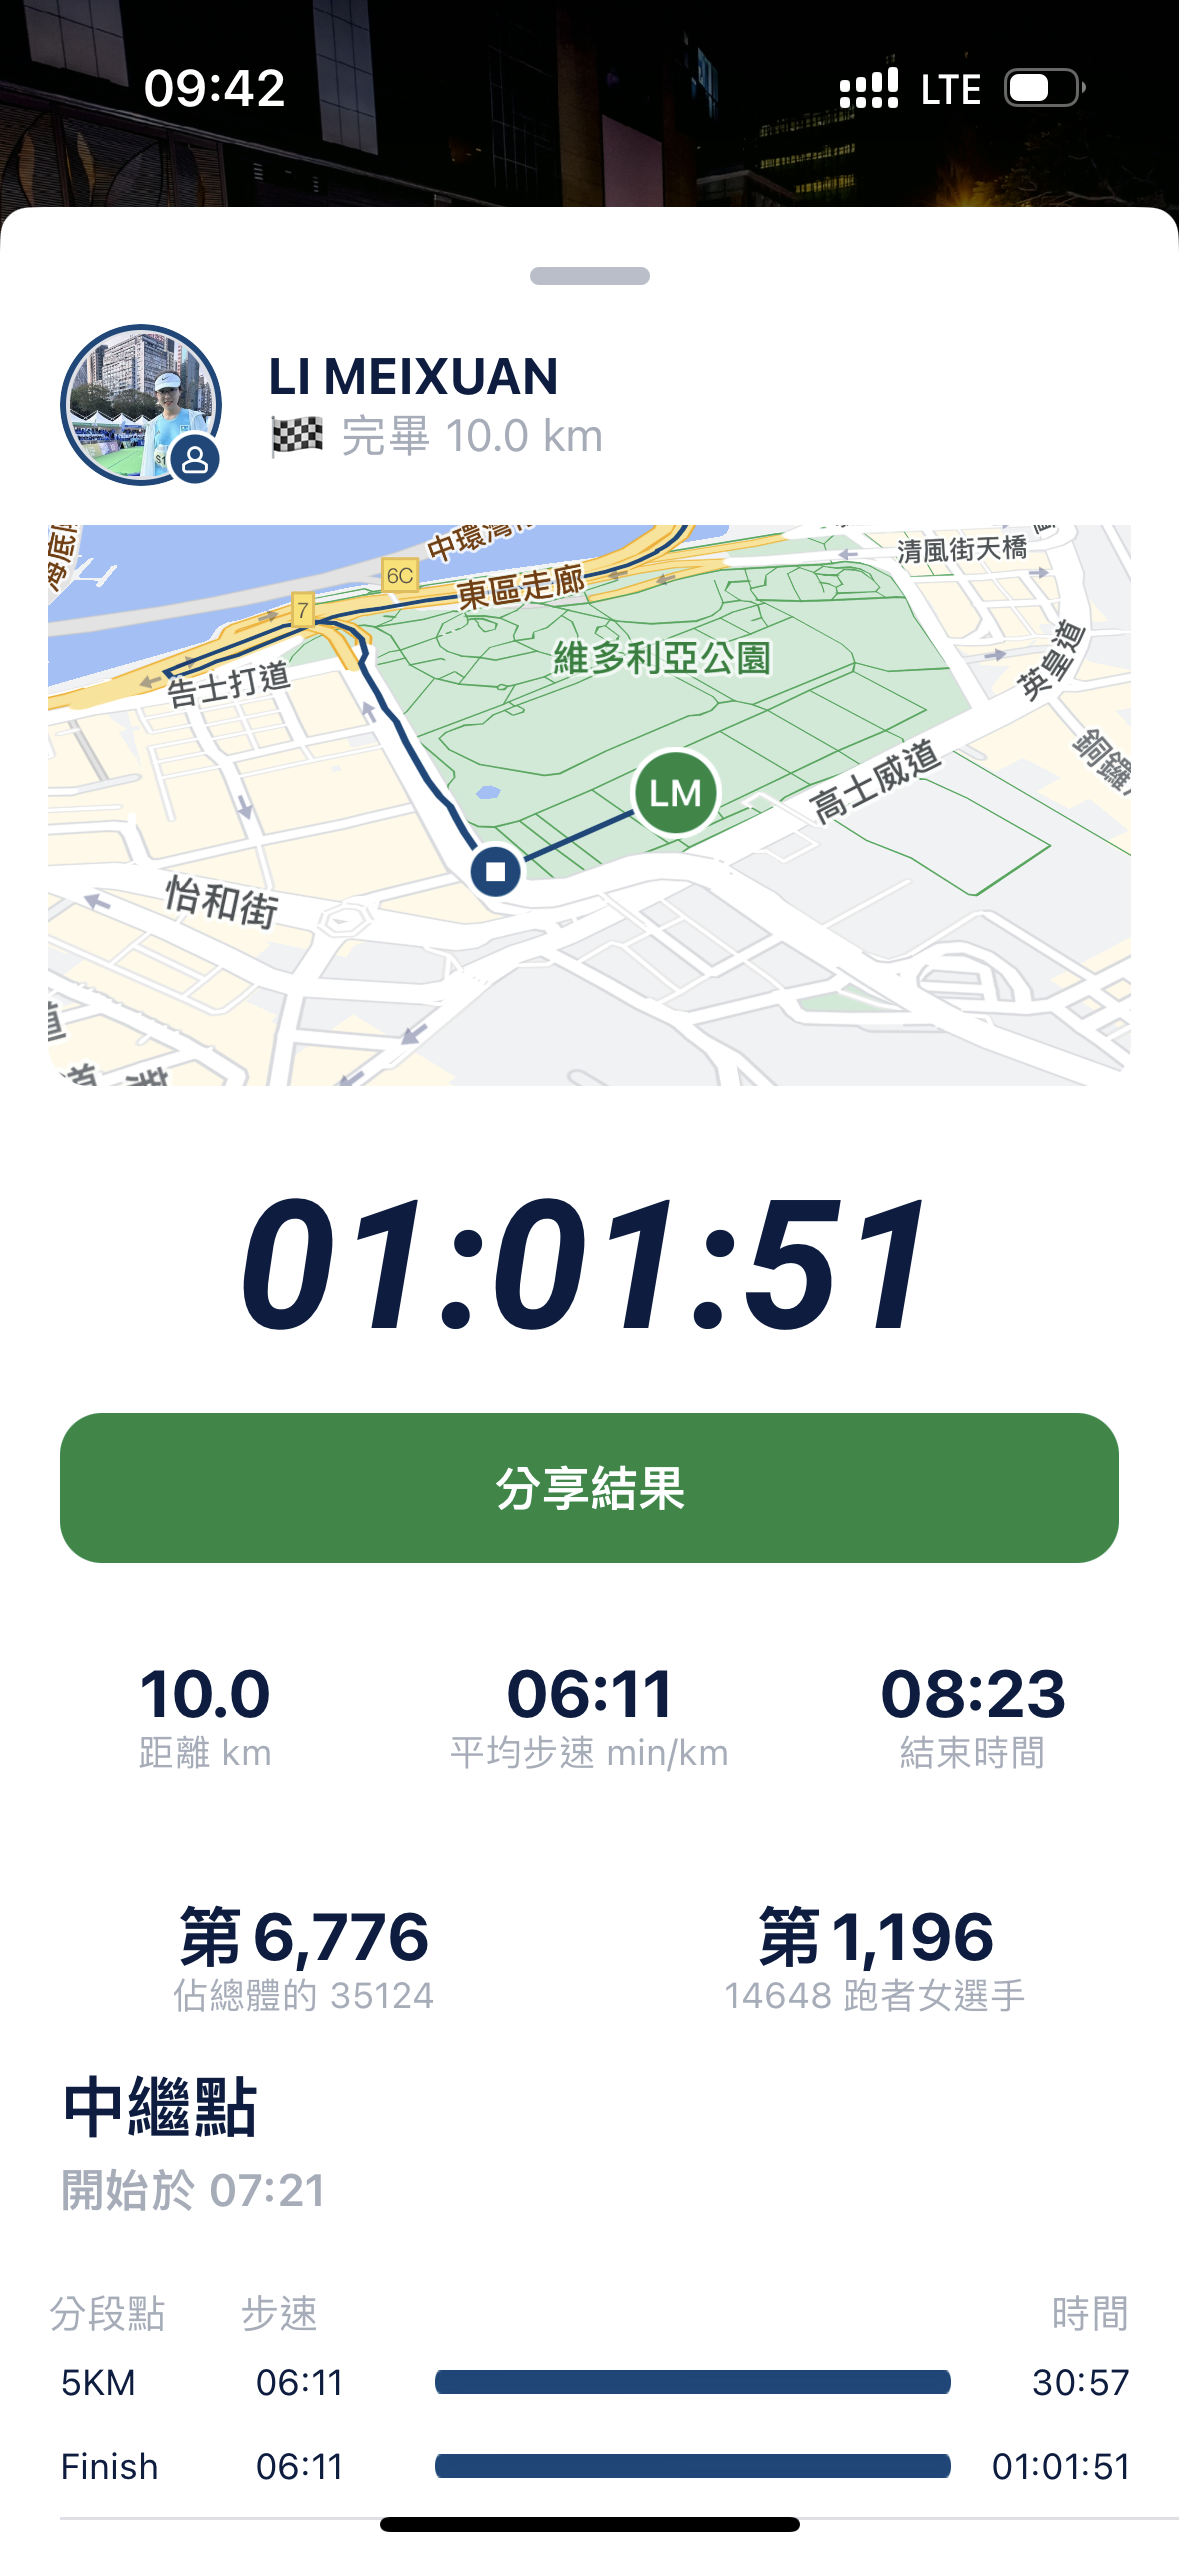 09:42
LTE
LI MEIXUAN
完畢 10.0 km
清風街天橋
6C
東區走廊
7
維多利亞公園
英皇道
告士打道
高士威道
LM
怡和街
01:01:51
分享結果
10.0 06:11 08:23
距離 km 平均步速 min/km 結束時間
第 6,776 第 1,196
佔總體的 35124 14648 跑者女選手
中繼點
開始於 07:21
分段點 步速 時間
5KM 06:11 30:57
Finish 06:11 01:01:51